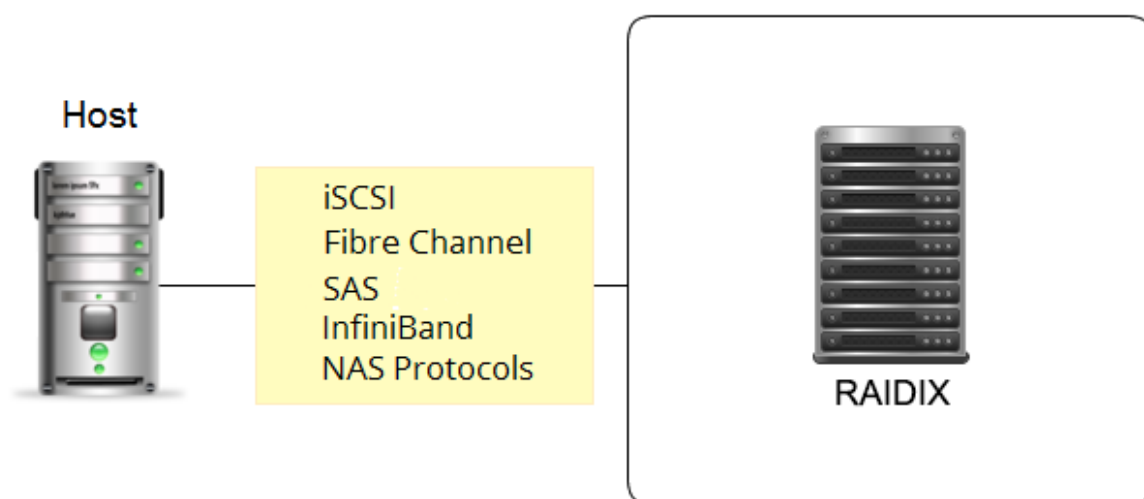 Host
iSCSI
Fibre Channel
SAS
InfiniBand
NAS Protocols
RAIDIX